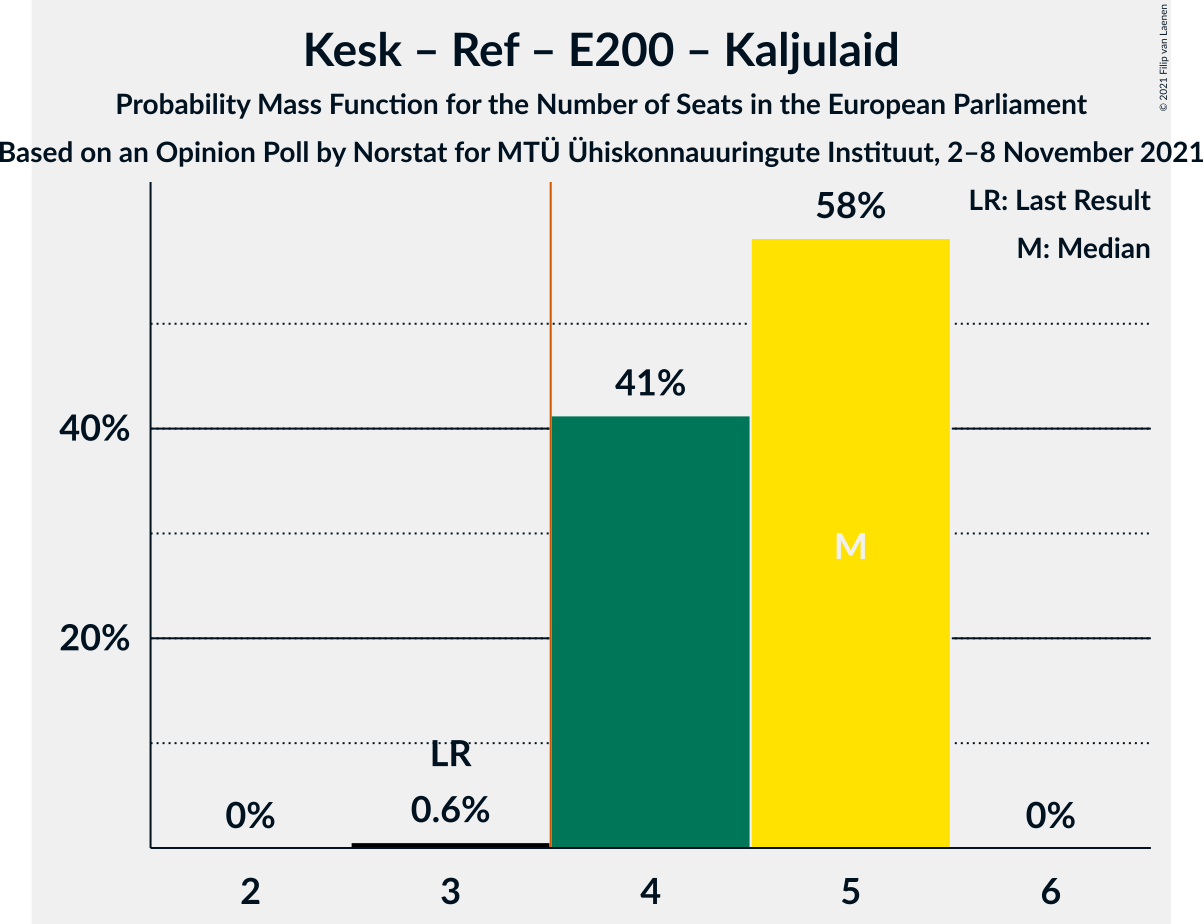 Kesk – Ref – E200 – Kaljulaid
Probability Mass Function for the Number of Seats in the European Parliament
Based on an Opinion Poll by Norstat for MTÜ Ühiskonnauuringute Instituut, 2–8 November 2021
© 2021 Filip van Laenen
LR: Last Result
M: Median
58%
41%
40%
M
20%
LR
0%
0.6%
0%
2
3
4
5
6